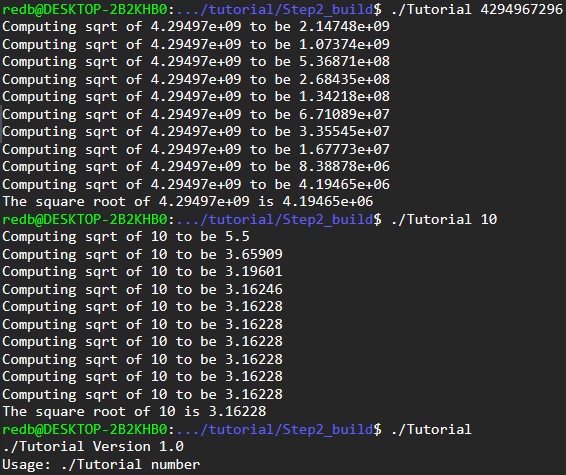 redb@DESKTOP-2B2KHB0:.../tutorial/Step2_build$ ./Tutorial 4294967296
Computing sqrt of 4.29497e+09 to be 2.14748e+09
Computing sqrt of 4.29497e+09 to be 1.07374e+09
Computing sqrt of 4.29497e+09 to be 5.36871e+08
Computing sqrt of 4.29497e+09 to be 2.68435e+08
Computing sqrt of 4.29497e+09 to be 1.34218e+08
Computing sqrt of 4.29497e+09 to be 6.71089e+07
Computing sqrt of 4.29497e+09 to be 3.35545e+07
Computing sqrt of 4.29497e+09 to be 1.67773e+07
Computing sqrt of 4.29497e+09 to be 8.38878e+06
Computing sqrt of 4.29497e+09 to be 4.19465e+06
The square root of 4.29497e+09 is 4.19465e+06
redb@DESKTOP-2B2KHB0:.../tutorial/Step2_build$ ./Tutorial 10
Computing sqrt of 10 to be 5.5
Computing sqrt of 10 to be 3.65909
Computing sqrt of 10 to be 3.19601
Computing sqrt of 10 to be 3.16246
Computing sqrt of 10 to be 3.16228
Computing sqrt of 10 to be 3.16228
Computing sqrt of 10 to be 3.16228
Computing sqrt of 10 to be 3.16228
Computing sqrt of 10 to be 3.16228
Computing sqrt of 10 to be 3.16228
The square root of 10 is 3.16228
redb@DESKTOP-2B2KHB0:.../tutorial/Step2_build$ ./Tutorial
./Tutorial Version 1.0
Usage: ./Tutorial number